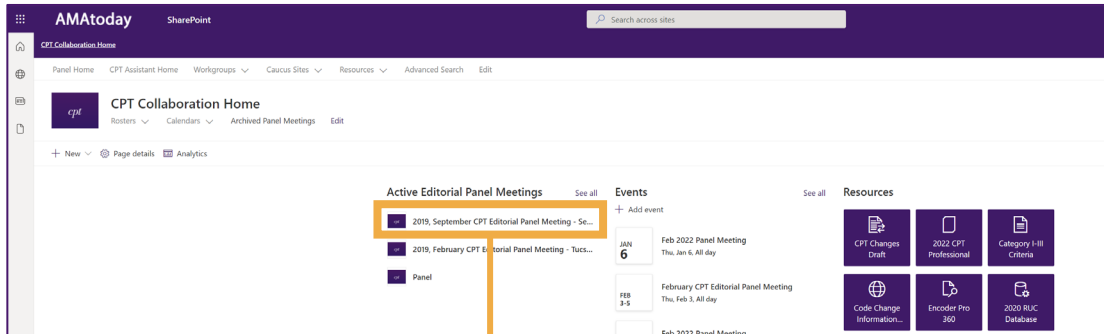 AMAtoday SharePoint Search across sites
CPT Collaboration Home
Panel Home CPT Assistant Home Workgroups Caucus Sites Resources Advanced Search Edit
cpt
CPT Collaboration Home
Rosters Calendars Archived Panel Meetings Edit
New Page details Analytics
Active Editorial Panel Meetings See all
2019, September CPT Editorial Panel Meeting - Se...
2019, February CPT Editorial Panel Meeting - Tucs...
Panel
Events See all
Add event
JAN
6
Feb 2022 Panel Meeting
Thu, Jan 6, All day
FEB
3-5
February CPT Editorial Panel Meeting
Thu, Feb 3, All day
Feb 2022 Panel Meeting
Resources
CPT Changes
Draft
2022 CPT
Professional
Category I-III
Criteria
Code Change
Information...
Encoder Pro
360
2020 RUC
Database